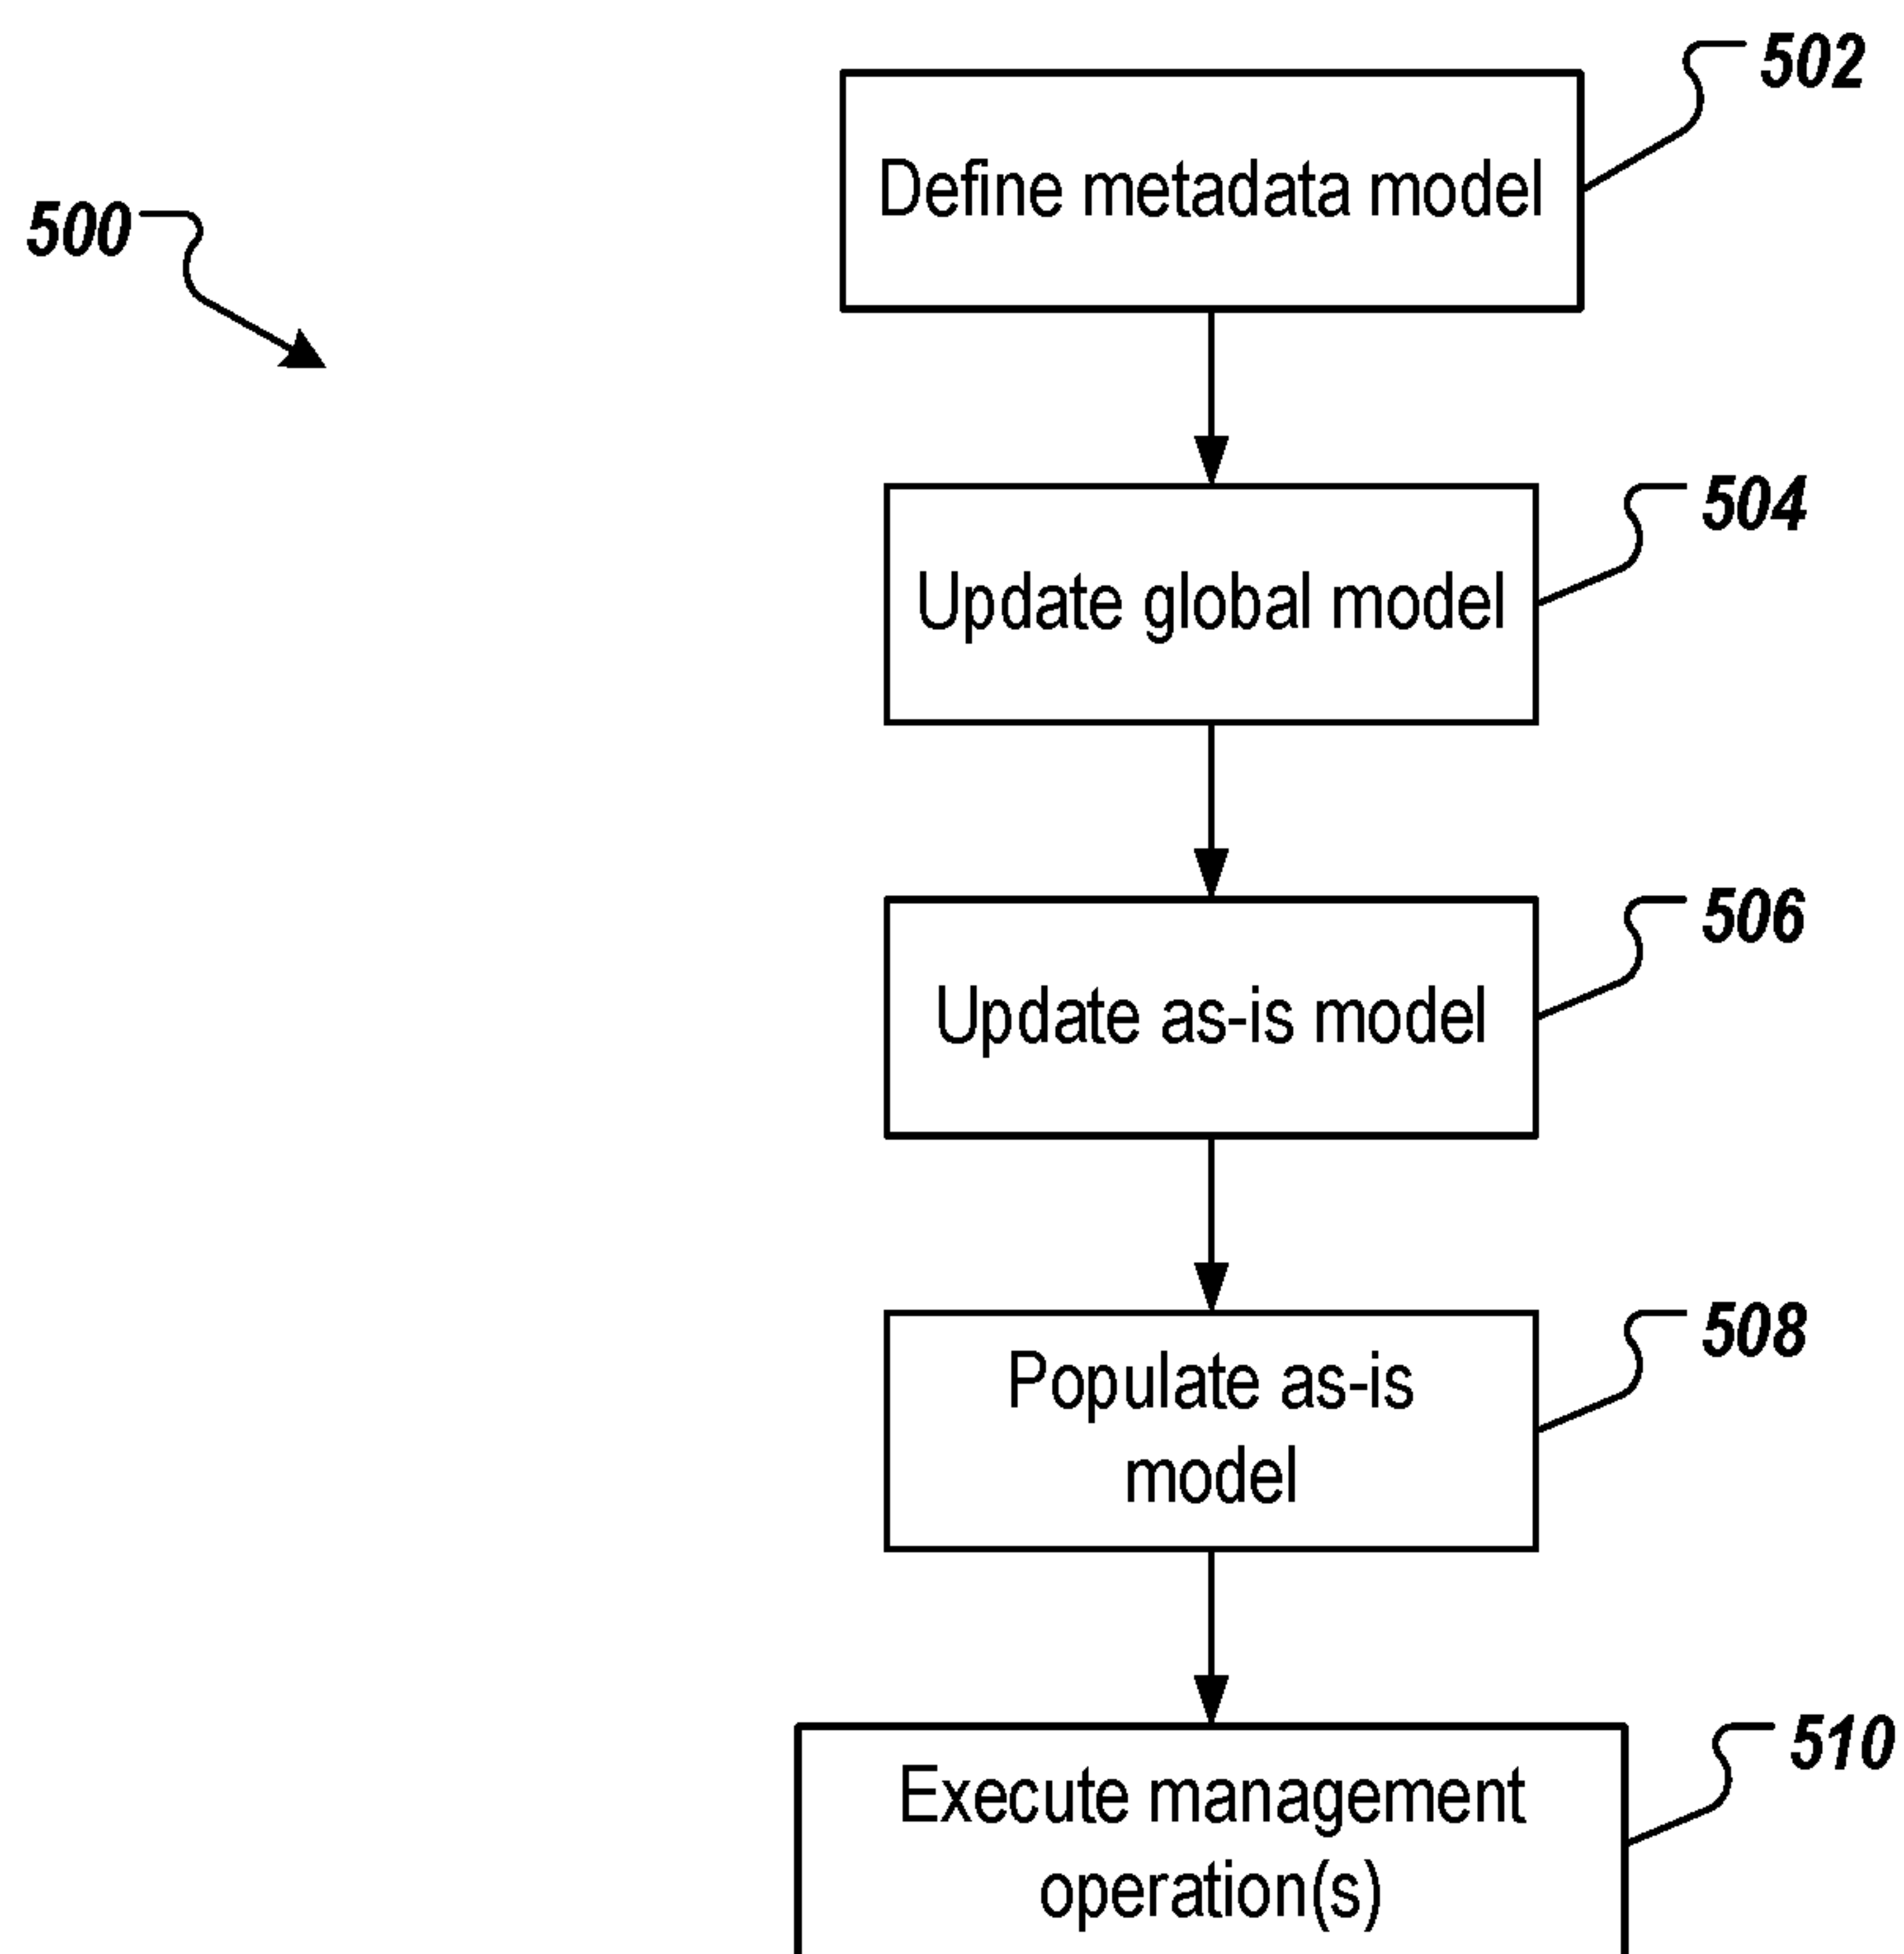 502
Define metadata model
500
504
Update global model
506
Update as-is model
508
Populate as-is
model
510
Execute management
operation(s)